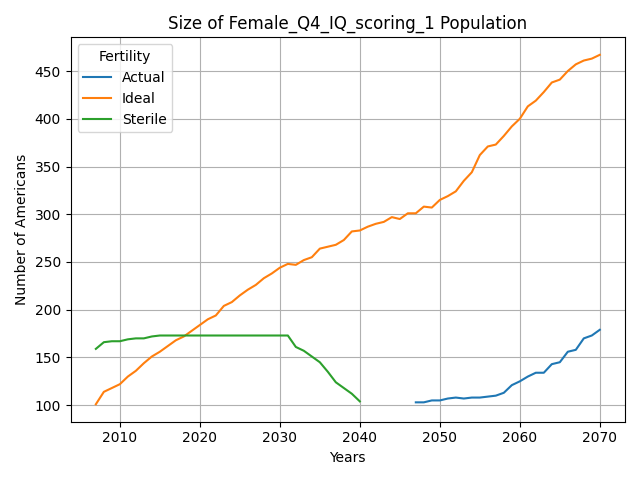 Size of Female_Q4_IQ_scoring_1 Population
Fertility
Actual
Ideal
Sterile
Number of Americans
450
400
350
300
250
200
150
100
2010 2020 2030 2040 2050 2060 2070
Years